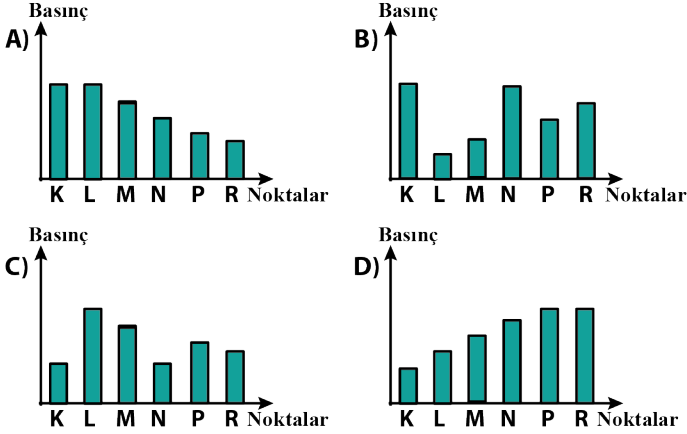 Basınç
A)
K L M N P R Noktalar
Basınç
B)
K L M N P R Noktalar
Basınç
C)
K L M N P R Noktalar
Basınç
D)
K L M N P R Noktalar